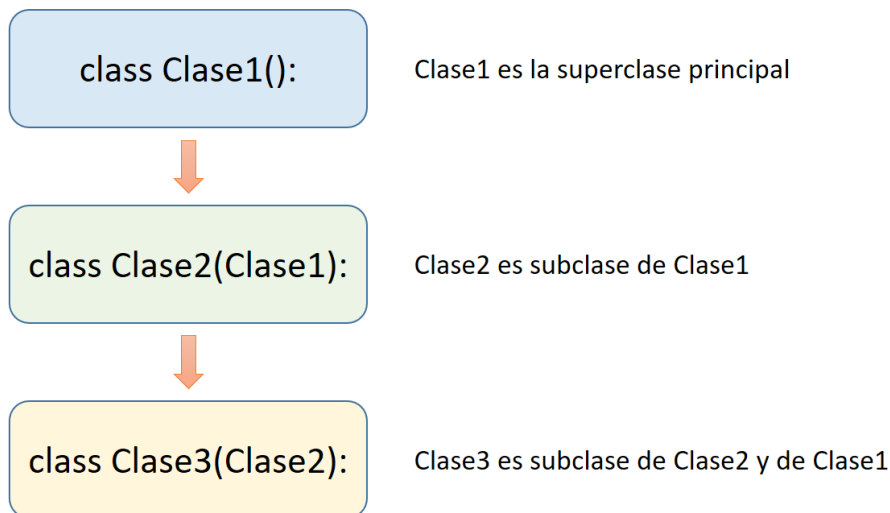 class Clase1():
Clase1 es la superclase principal
class Clase2(Clase1):
Clase2 es subclase de Clase1
class Clase3(Clase2):
Clase3 es subclase de Clase2 y de Clase1